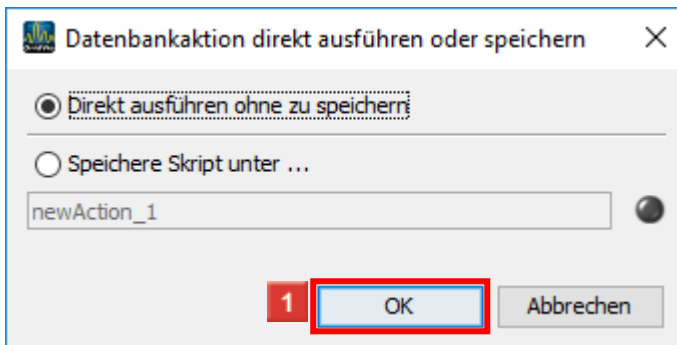 Datenbankaktion direkt ausführen oder speichern
Direkt ausführen ohne zu speichern
Speichere Skript unter ...
newAction_1
1 OK Abbrechen